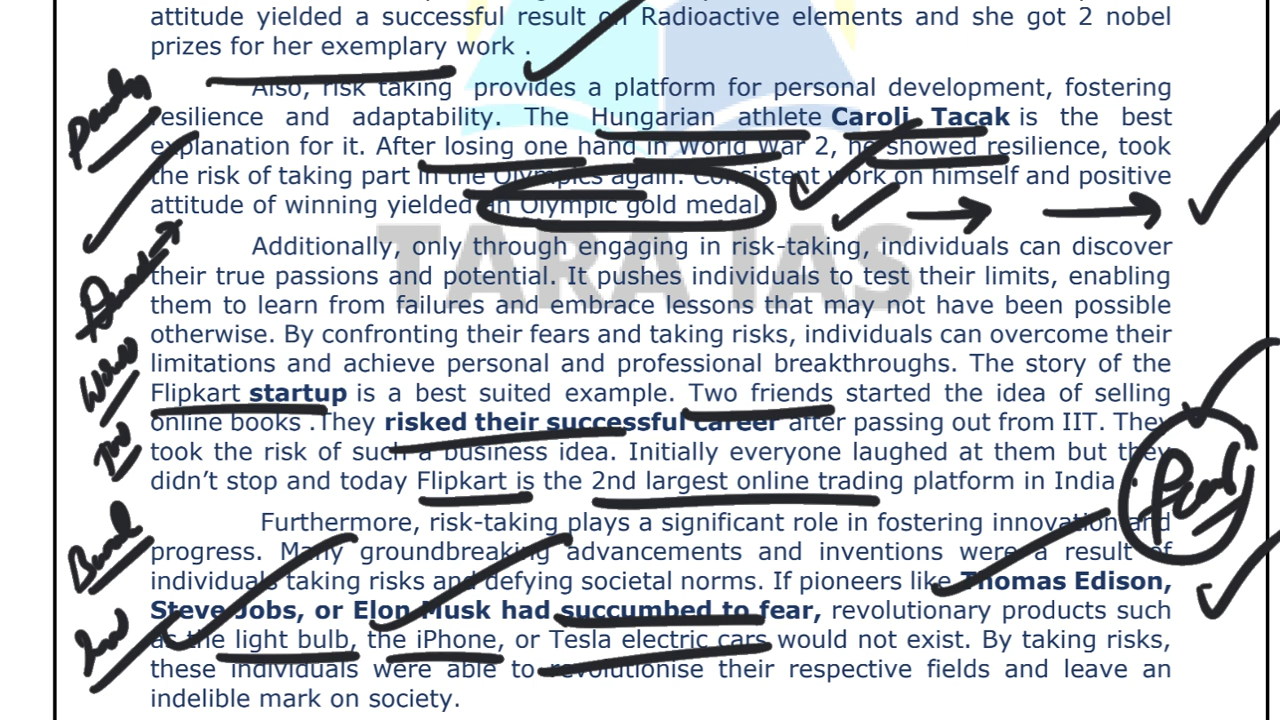 attitude yielded a successful result on Radioactive elements and she got 2 nobel
prizes for her exemplary work .
Also, risk taking provides a platform for personal development, fostering
resilience and adaptability. The Hungarian athlete Caroli Tacak is the best
explanation for it. After losing one hand in World War 2, he showed resilience, took
the risk of taking part in the Olympics again. Consistent work on himself and positive
attitude of winning yielded an Olympic gold medal
TARA IAS
Additionally, only through engaging in risk-taking, individuals can discover
their true passions and potential. It pushes individuals to test their limits, enabling
them to learn from failures and embrace lessons that may not have been possible
otherwise. By confronting their fears and taking risks, individuals can overcome their
limitations and achieve personal and professional breakthroughs. The story of the
Flipkart startup is a best suited example. Two friends started the idea of selling
online books .They risked their successful career after passing out from IIT. They
took the risk of such a business idea. Initially everyone laughed at them but they
didn’t stop and today Flipkart is the 2nd largest online trading platform in India .
Furthermore, risk-taking plays a significant role in fostering innovation and
progress. Many groundbreaking advancements and inventions were a result of
individuals taking risks and defying societal norms. If pioneers like Thomas Edison,
Steve Jobs, or Elon Musk had succumbed to fear, revolutionary products such
as the light bulb, the iPhone, or Tesla electric cars would not exist. By taking risks,
these individuals were able to revolutionise their respective fields and leave an
indelible mark on society.